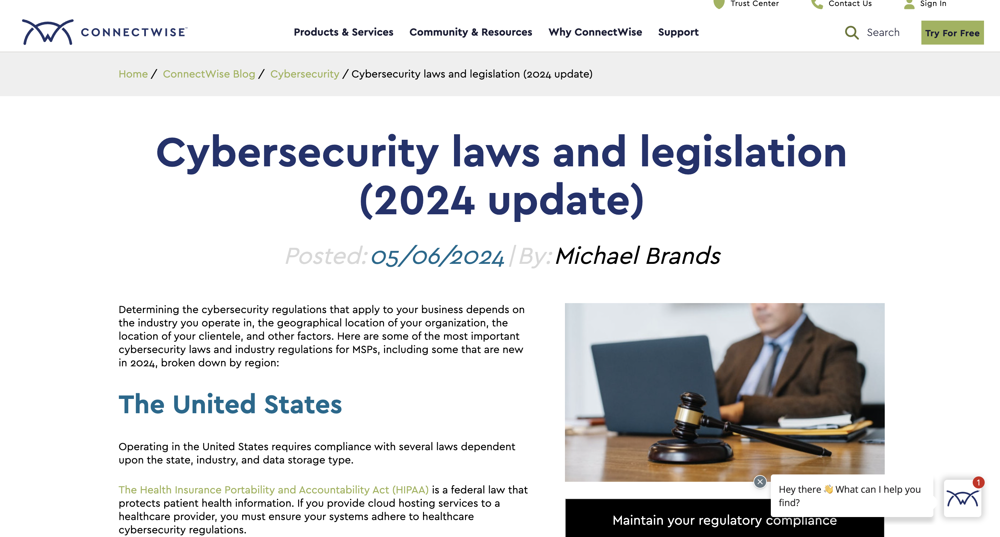 Trust Center
Contact Us
Sign In
CONNECTWISE™
Products & Services
Community & Resources
Why ConnectWise
Support
Search
Try For Free
Home / ConnectWise Blog / Cybersecurity / Cybersecurity laws and legislation (2024 update)
Cybersecurity laws and legislation
(2024 update)
Posted: 05/06/2024 | By: Michael Brands
Determining the cybersecurity regulations that apply to your business depends on
the industry you operate in, the geographical location of your organization, the
location of your clientele, and other factors. Here are some of the most important
cybersecurity laws and industry regulations for MSPs, including some that are new
in 2024, broken down by region:
The United States
Operating in the United States requires compliance with several laws dependent
upon the state, industry, and data storage type.
The Health Insurance Portability and Accountability Act (HIPAA) is a federal law that
protects patient health information. If you provide cloud hosting services to a
healthcare provider, you must ensure your systems adhere to healthcare
cybersecurity regulations.
Maintain your regulatory compliance
Hey there 👋 What can I help you
find?
1